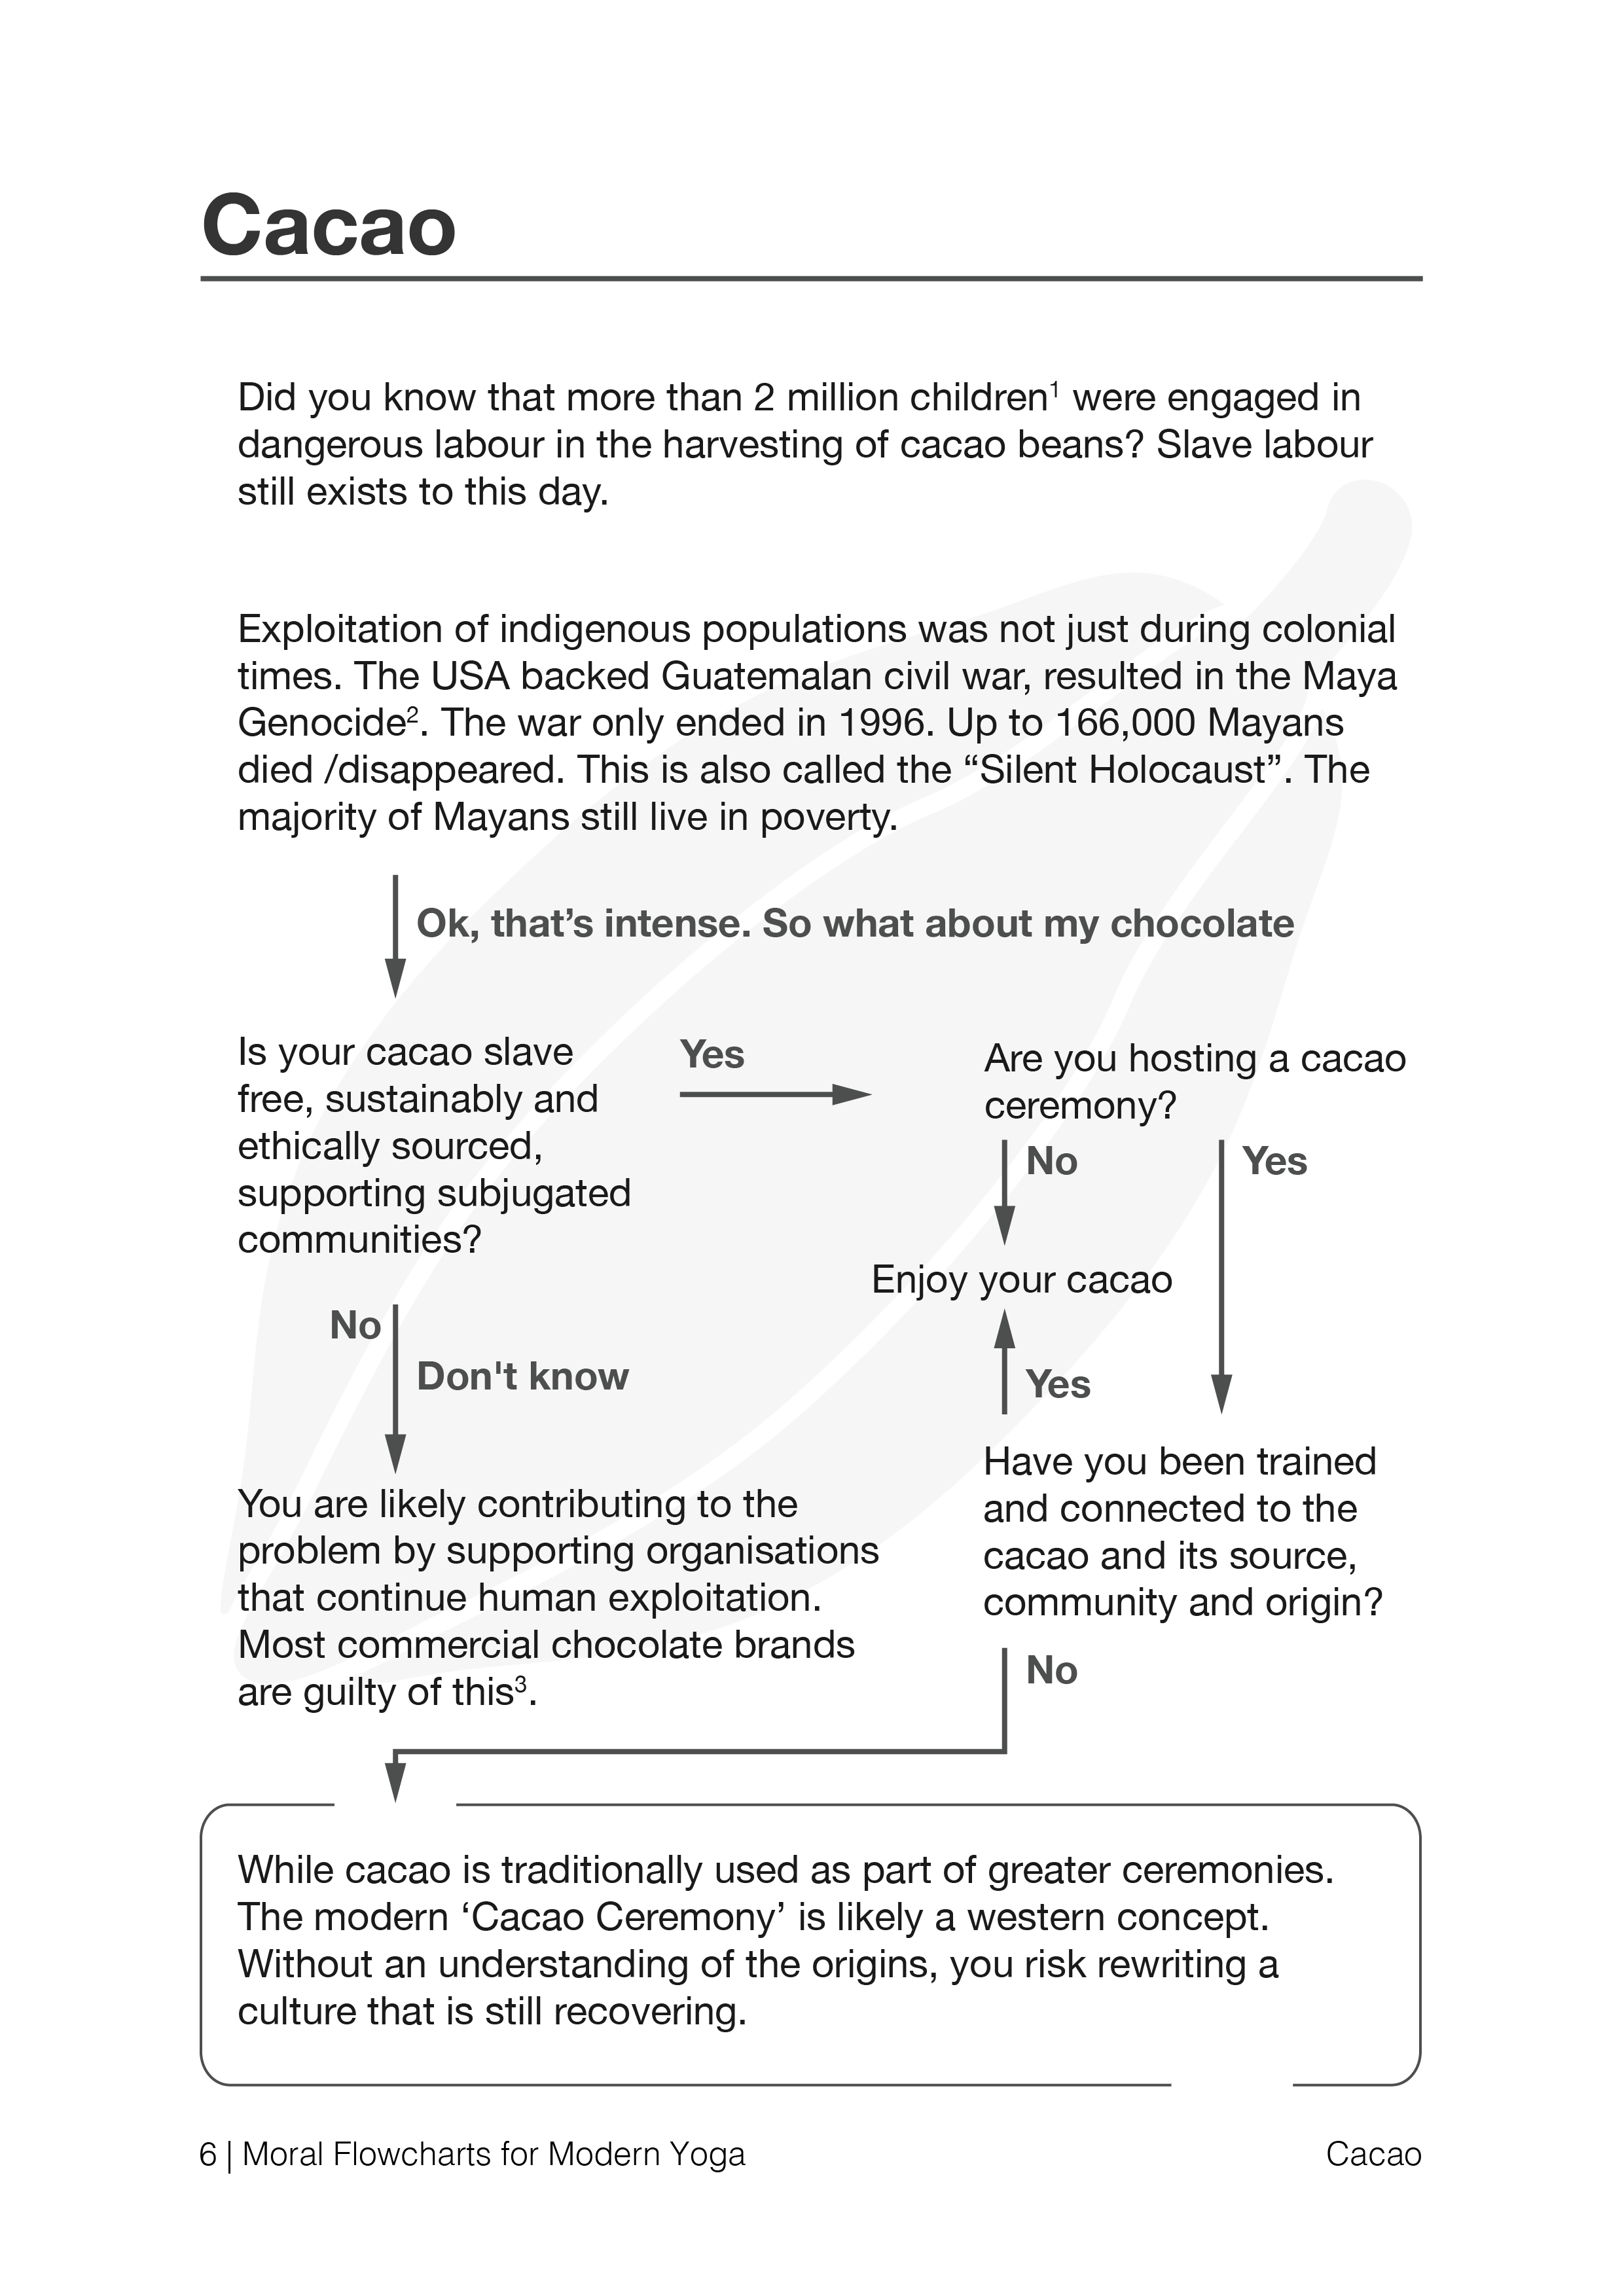 Cacao
Did you know that more than 2 million children¹ were engaged in
dangerous labour in the harvesting of cacao beans? Slave labour
still exists to this day.
Exploitation of indigenous populations was not just during colonial
times. The USA backed Guatemalan civil war, resulted in the Maya
Genocide². The war only ended in 1996. Up to 166,000 Mayans
died /disappeared. This is also called the “Silent Holocaust”. The
majority of Mayans still live in poverty.
Ok, that’s intense. So what about my chocolate
Is your cacao slave
free, sustainably and
ethically sourced,
supporting subjugated
communities?
Yes
Are you hosting a cacao
ceremony?
No
Yes
Enjoy your cacao
Yes
Have you been trained
and connected to the
cacao and its source,
community and origin?
No
No
Don't know
You are likely contributing to the
problem by supporting organisations
that continue human exploitation.
Most commercial chocolate brands
are guilty of this³.
While cacao is traditionally used as part of greater ceremonies.
The modern ‘Cacao Ceremony’ is likely a western concept.
Without an understanding of the origins, you risk rewriting a
culture that is still recovering.
6 | Moral Flowcharts for Modern Yoga
Cacao